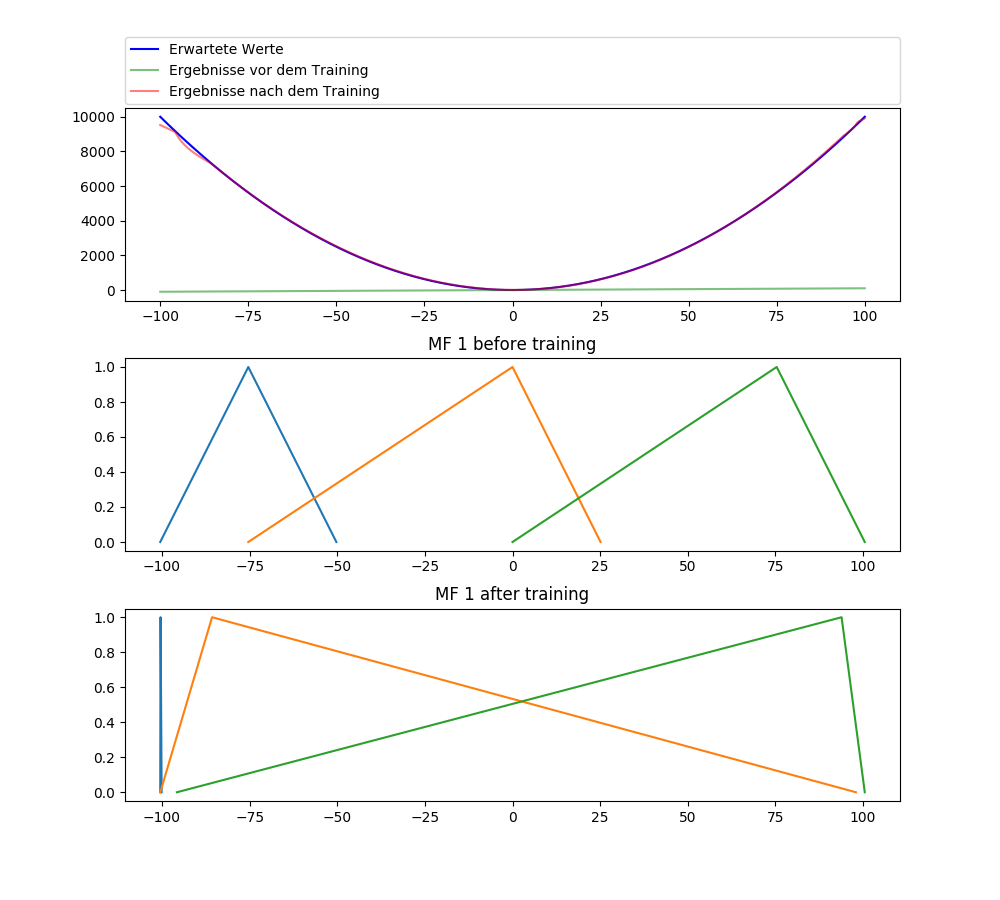 Erwartete Werte
Ergebnisse vor dem Training
Ergebnisse nach dem Training
10000
8000
6000
4000
2000
0
−100 −75 −50 −25 0 25 50 75 100
MF 1 before training
1.0
0.8
0.6
0.4
0.2
0.0
−100 −75 −50 −25 0 25 50 75 100
MF 1 after training
1.0
0.8
0.6
0.4
0.2
0.0
−100 −75 −50 −25 0 25 50 75 100